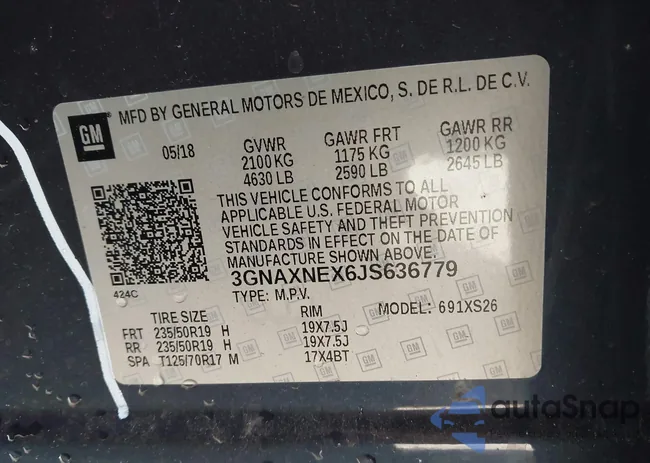 GM
MFD BY GENERAL MOTORS DE MEXICO, S. DE R.L. DE C.V.
05/18 GVWR GAWR FRT GAWR RR
2100 KG 1175 KG 1200 KG
4630 LB 2590 LB 2645 LB
THIS VEHICLE CONFORMS TO ALL
APPLICABLE U.S. FEDERAL MOTOR
VEHICLE SAFETY AND THEFT PREVENTION
STANDARDS IN EFFECT ON THE DATE OF
MANUFACTURE SHOWN ABOVE.
3GNAXNEX6JS636779
424C
TYPE: M.P.V. MODEL: 691XS26
TIRE SIZE RIM
FRT 235/50R19 H 19X7.5J
RR 235/50R19 H 19X7.5J
SPA T125/70R17 M 17X4BT
autoSnap